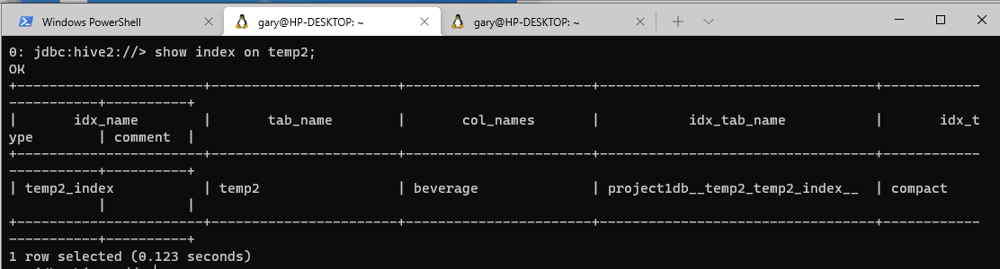 Windows PowerShell
gary@HP-DESKTOP: ~
gary@HP-DESKTOP: ~
0: jdbc:hive2://> show index on temp2;
OK
+-----------------------+-----------------------+-----------------------+----------------------------------+------------
-----------+----------+
|       idx_name        |       tab_name        |       col_names       |           idx_tab_name           |       idx_t
ype        | comment  |
+-----------------------+-----------------------+-----------------------+----------------------------------+------------
-----------+----------+
| temp2_index           | temp2                 | beverage              | project1db__temp2_temp2_index__  | compact
           |          |
+-----------------------+-----------------------+-----------------------+----------------------------------+------------
-----------+----------+
1 row selected (0.123 seconds)